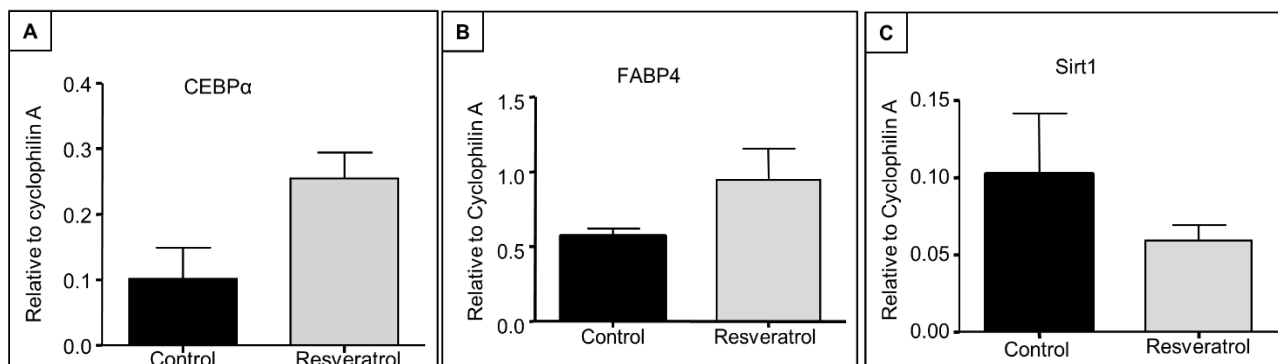 A
CEBPα
Relative to cyclophilin A
0.4
0.3
0.2
0.1
0.0
Control
Resveratrol
B
FABP4
Relative to Cyclophilin A
1.5
1.0
0.5
0.0
Control
Resveratrol
C
Sirt1
Relative to Cyclophilin A
0.15
0.10
0.05
0.00
Control
Resveratrol